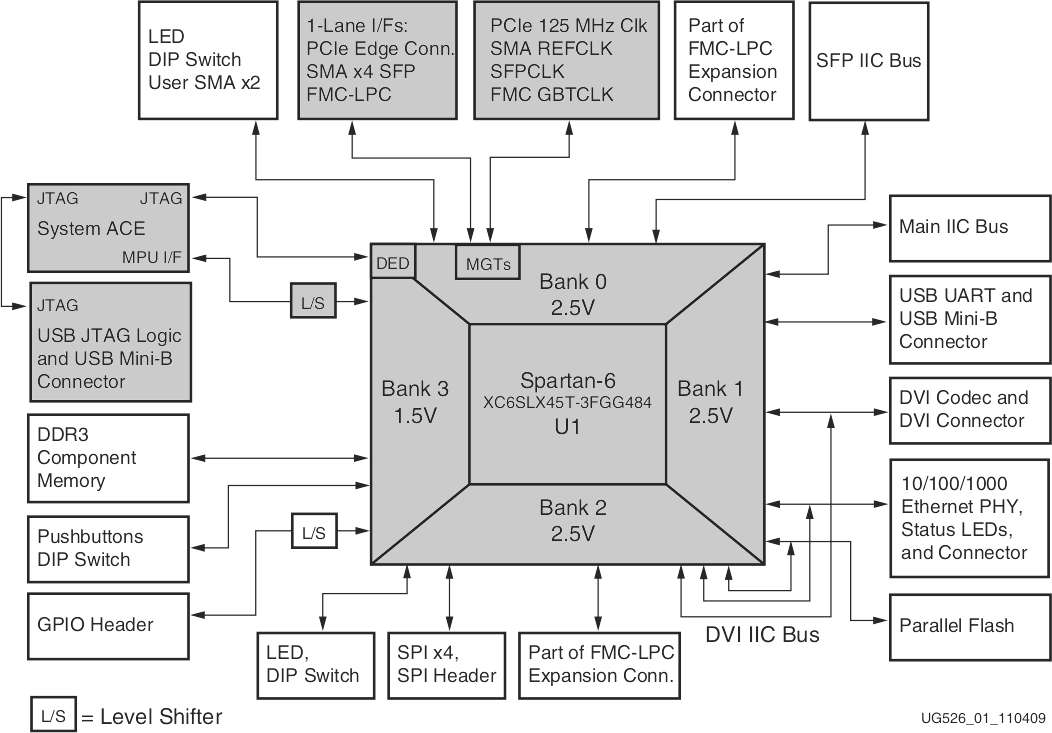 LED
DIP Switch
User SMA x2
1-Lane I/Fs:
PCIe Edge Conn.
SMA x4 SFP
FMC-LPC
PCIe 125 MHz Clk
SMA REFCLK
SFPCLK
FMC GBTCLK
Part of
FMC-LPC
Expansion
Connector
SFP IIC Bus
JTAG JTAG
System ACE
MPU I/F
JTAG
USB JTAG Logic
and USB Mini-B
Connector
L/S
DDR3
Component
Memory
Pushbuttons
DIP Switch
L/S
GPIO Header
DED
MGTs
Bank 0
2.5V
Bank 3
1.5V
Spartan-6
XC6SLX45T-3FGG484
U1
Bank 1
2.5V
Bank 2
2.5V
Main IIC Bus
USB UART and
USB Mini-B
Connector
DVI Codec and
DVI Connector
10/100/1000
Ethernet PHY,
Status LEDs,
and Connector
Parallel Flash
DVI IIC Bus
LED,
DIP Switch
SPI x4,
SPI Header
Part of FMC-LPC
Expansion Conn.
L/S = Level Shifter
UG526_01_110409